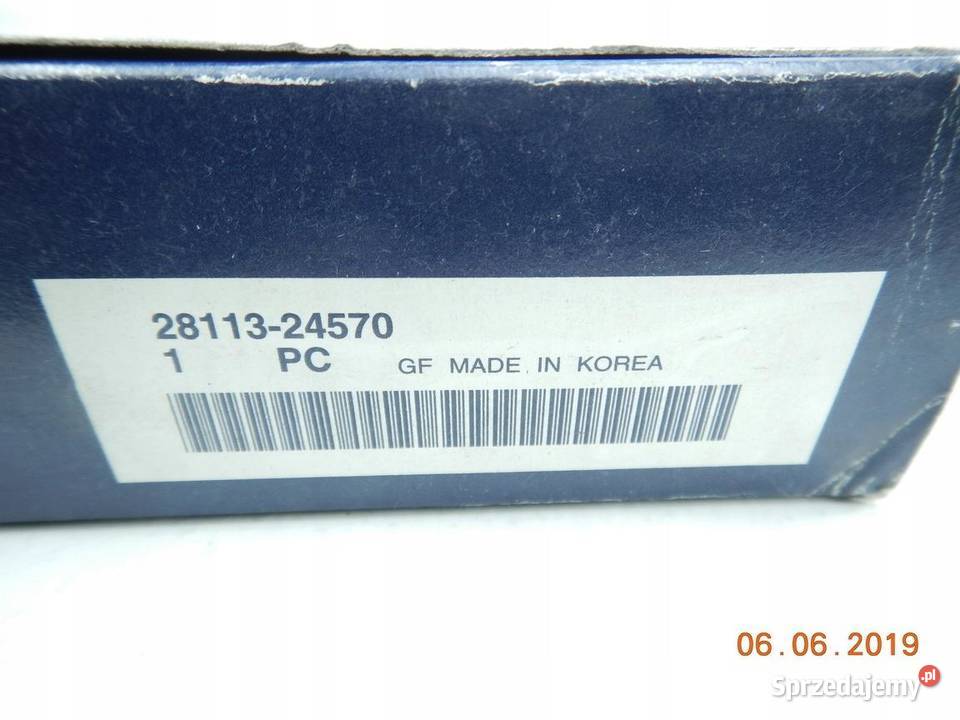 28113-24570
1 PC GF MADE IN KOREA
06.06.2019
Sprzedajemy.pl